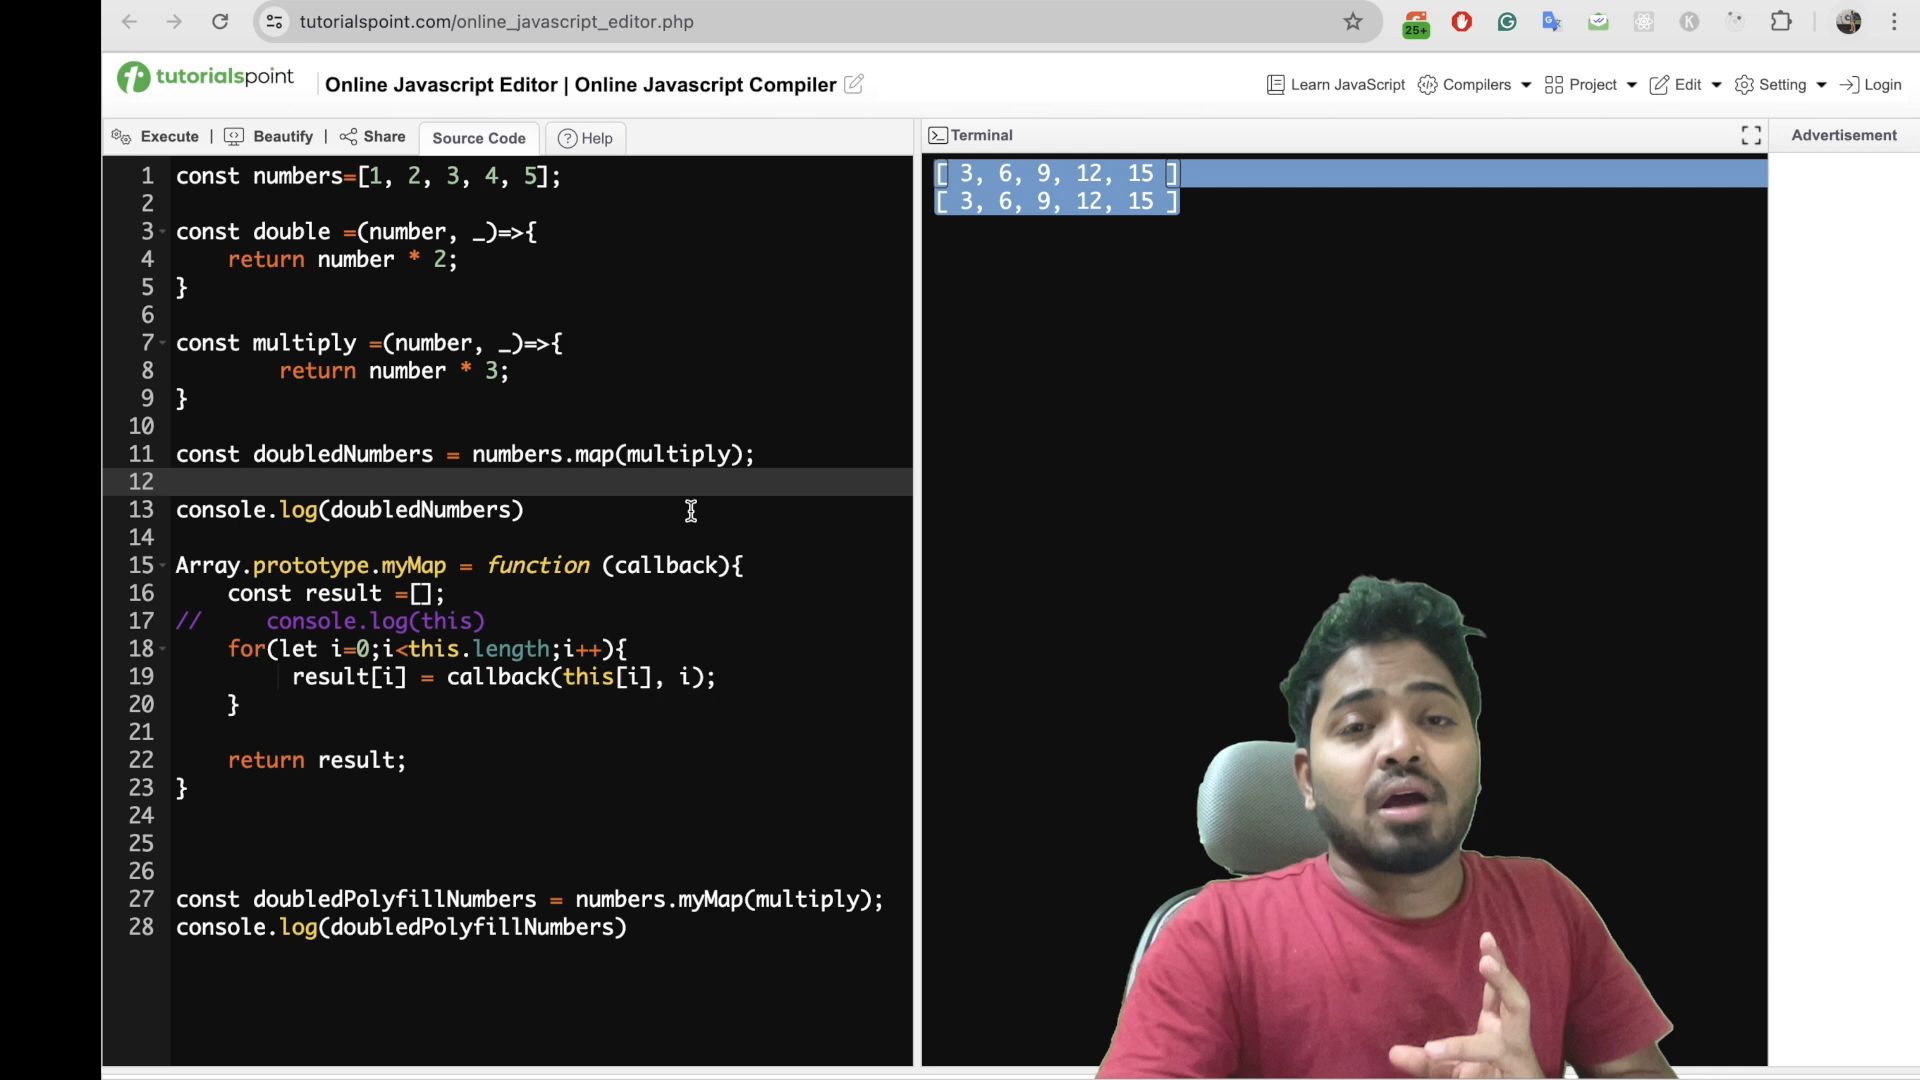 tutorialspoint.com/online_javascript_editor.php
25+
tutorialspoint
Online Javascript Editor | Online Javascript Compiler
Learn JavaScript
Compilers
Project
Edit
Setting
Login
Execute | Beautify | Share Source Code Help
Terminal
Advertisement
1 const numbers=[1, 2, 3, 4, 5];
2
3 const double =(number, _)=>{
4     return number * 2;
5 }
6
7 const multiply =(number, _)=>{
8         return number * 3;
9 }
10
11 const doubledNumbers = numbers.map(multiply);
12
13 console.log(doubledNumbers)
14
15 Array.prototype.myMap = function (callback){
16     const result =[];
17 //     console.log(this)
18     for(let i=0;i<this.length;i++){
19         result[i] = callback(this[i], i);
20     }
21
22     return result;
23 }
24
25
26
27 const doubledPolyfillNumbers = numbers.myMap(multiply);
28 console.log(doubledPolyfillNumbers)
[ 3, 6, 9, 12, 15 ]
[ 3, 6, 9, 12, 15 ]